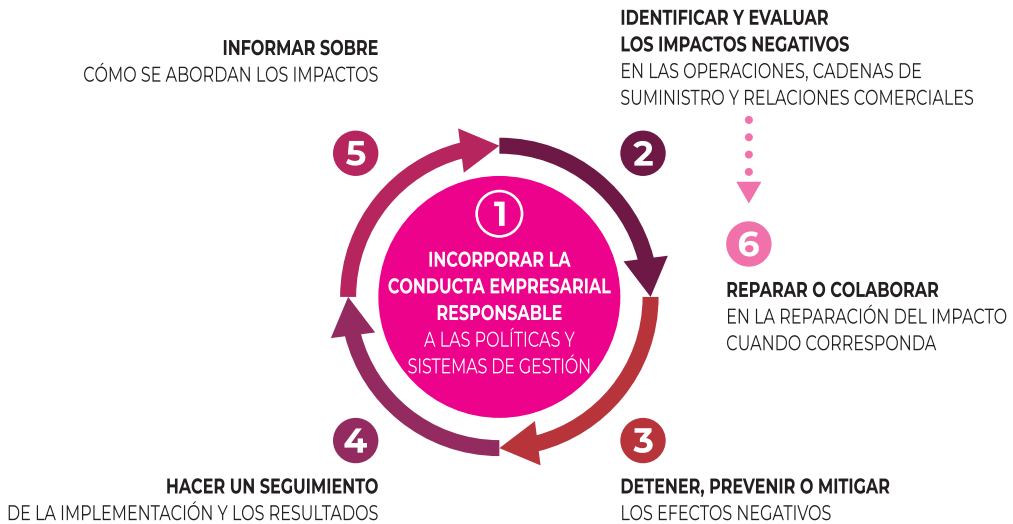 1
INCORPORAR LA
CONDUCTA EMPRESARIAL
RESPONSABLE
A LAS POLÍTICAS Y
SISTEMAS DE GESTIÓN
2
IDENTIFICAR Y EVALUAR
LOS IMPACTOS NEGATIVOS
EN LAS OPERACIONES, CADENAS DE
SUMINISTRO Y RELACIONES COMERCIALES
3
DETENER, PREVENIR O MITIGAR
LOS EFECTOS NEGATIVOS
4
HACER UN SEGUIMIENTO
DE LA IMPLEMENTACIÓN Y LOS RESULTADOS
5
INFORMAR SOBRE
CÓMO SE ABORDAN LOS IMPACTOS
6
REPARAR O COLABORAR
EN LA REPARACIÓN DEL IMPACTO
CUANDO CORRESPONDA